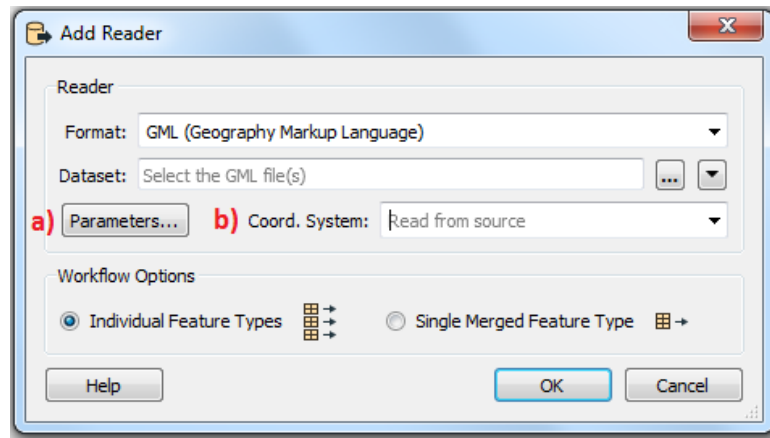 Add Reader
Reader
Format: GML (Geography Markup Language)
Dataset: Select the GML file(s) ...
a) Parameters... b) Coord. System: Read from source
Workflow Options
Individual Feature Types Single Merged Feature Type
Help OK Cancel